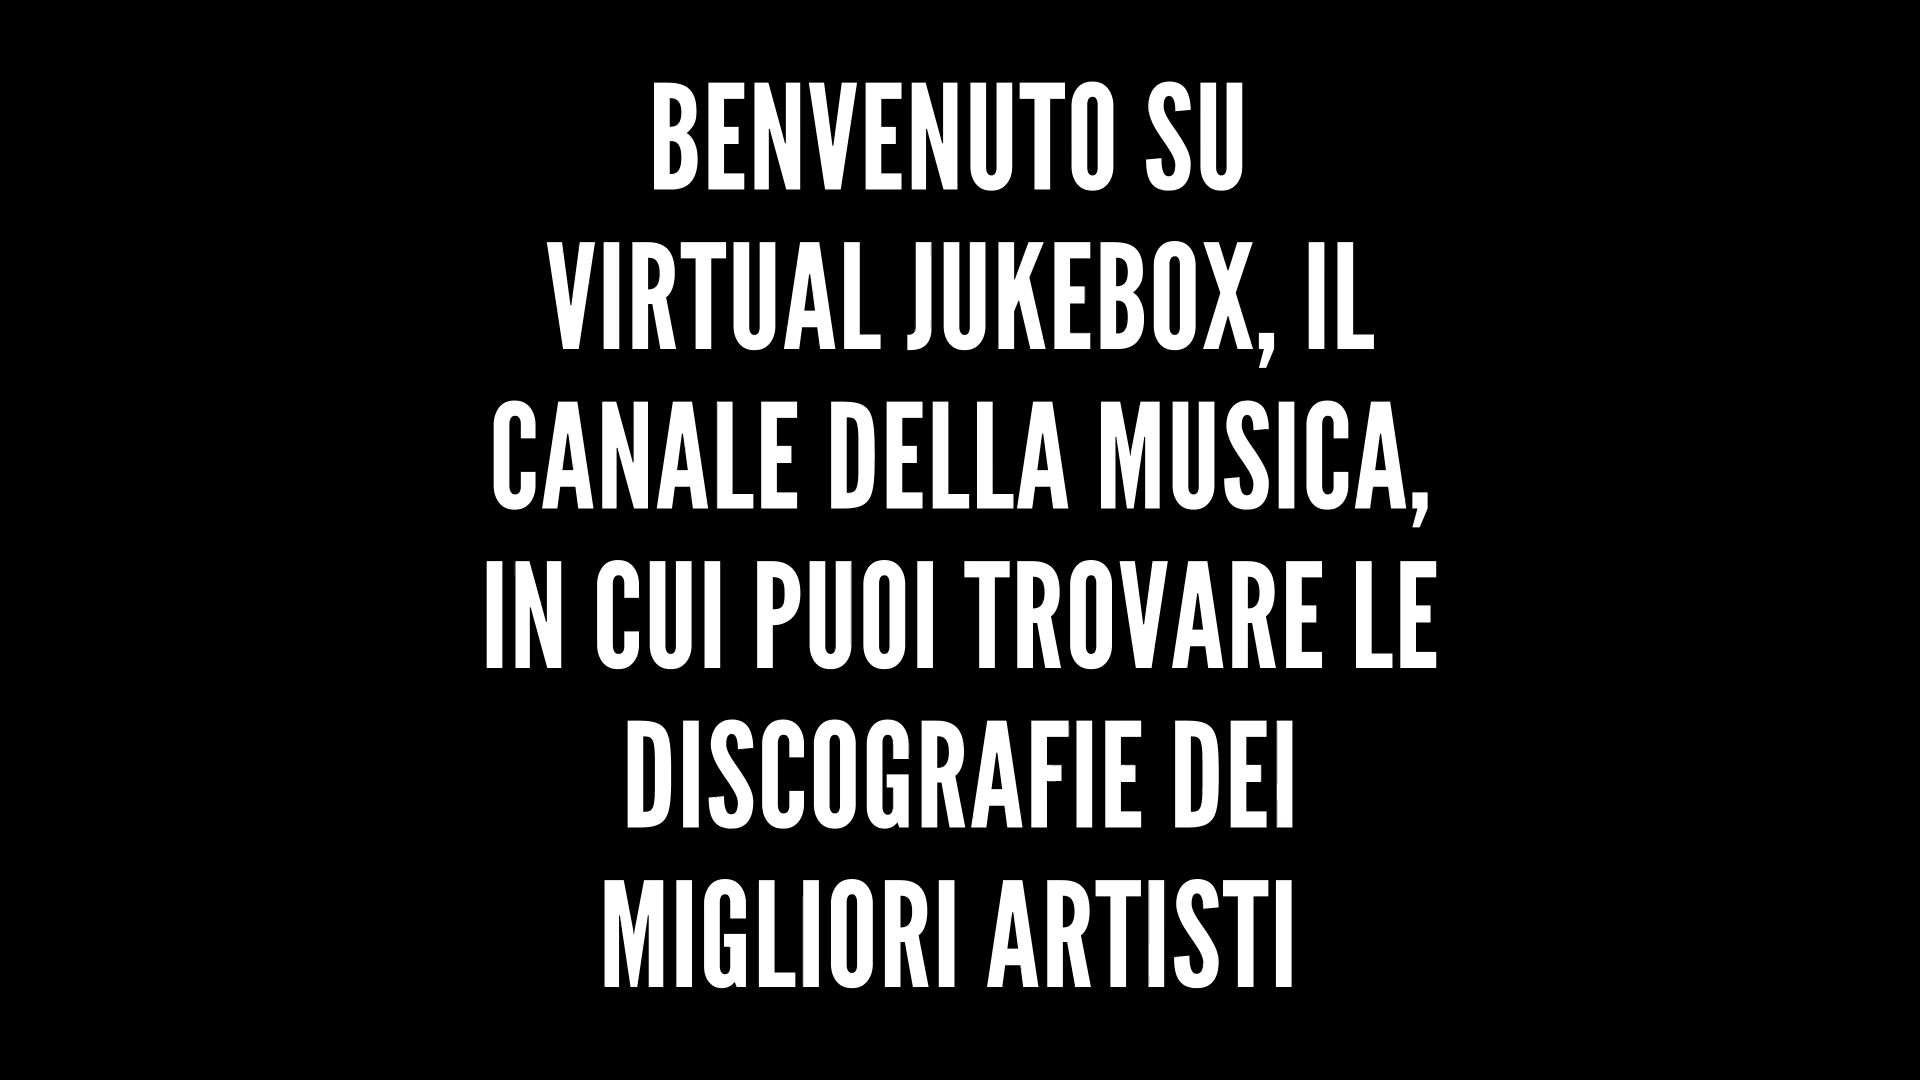 BENVENUTO SU
VIRTUAL JUKEBOX, IL
CANALE DELLA MUSICA,
IN CUI PUOI TROVARE LE
DISCOGRAFIE DEI
MIGLIORI ARTISTI